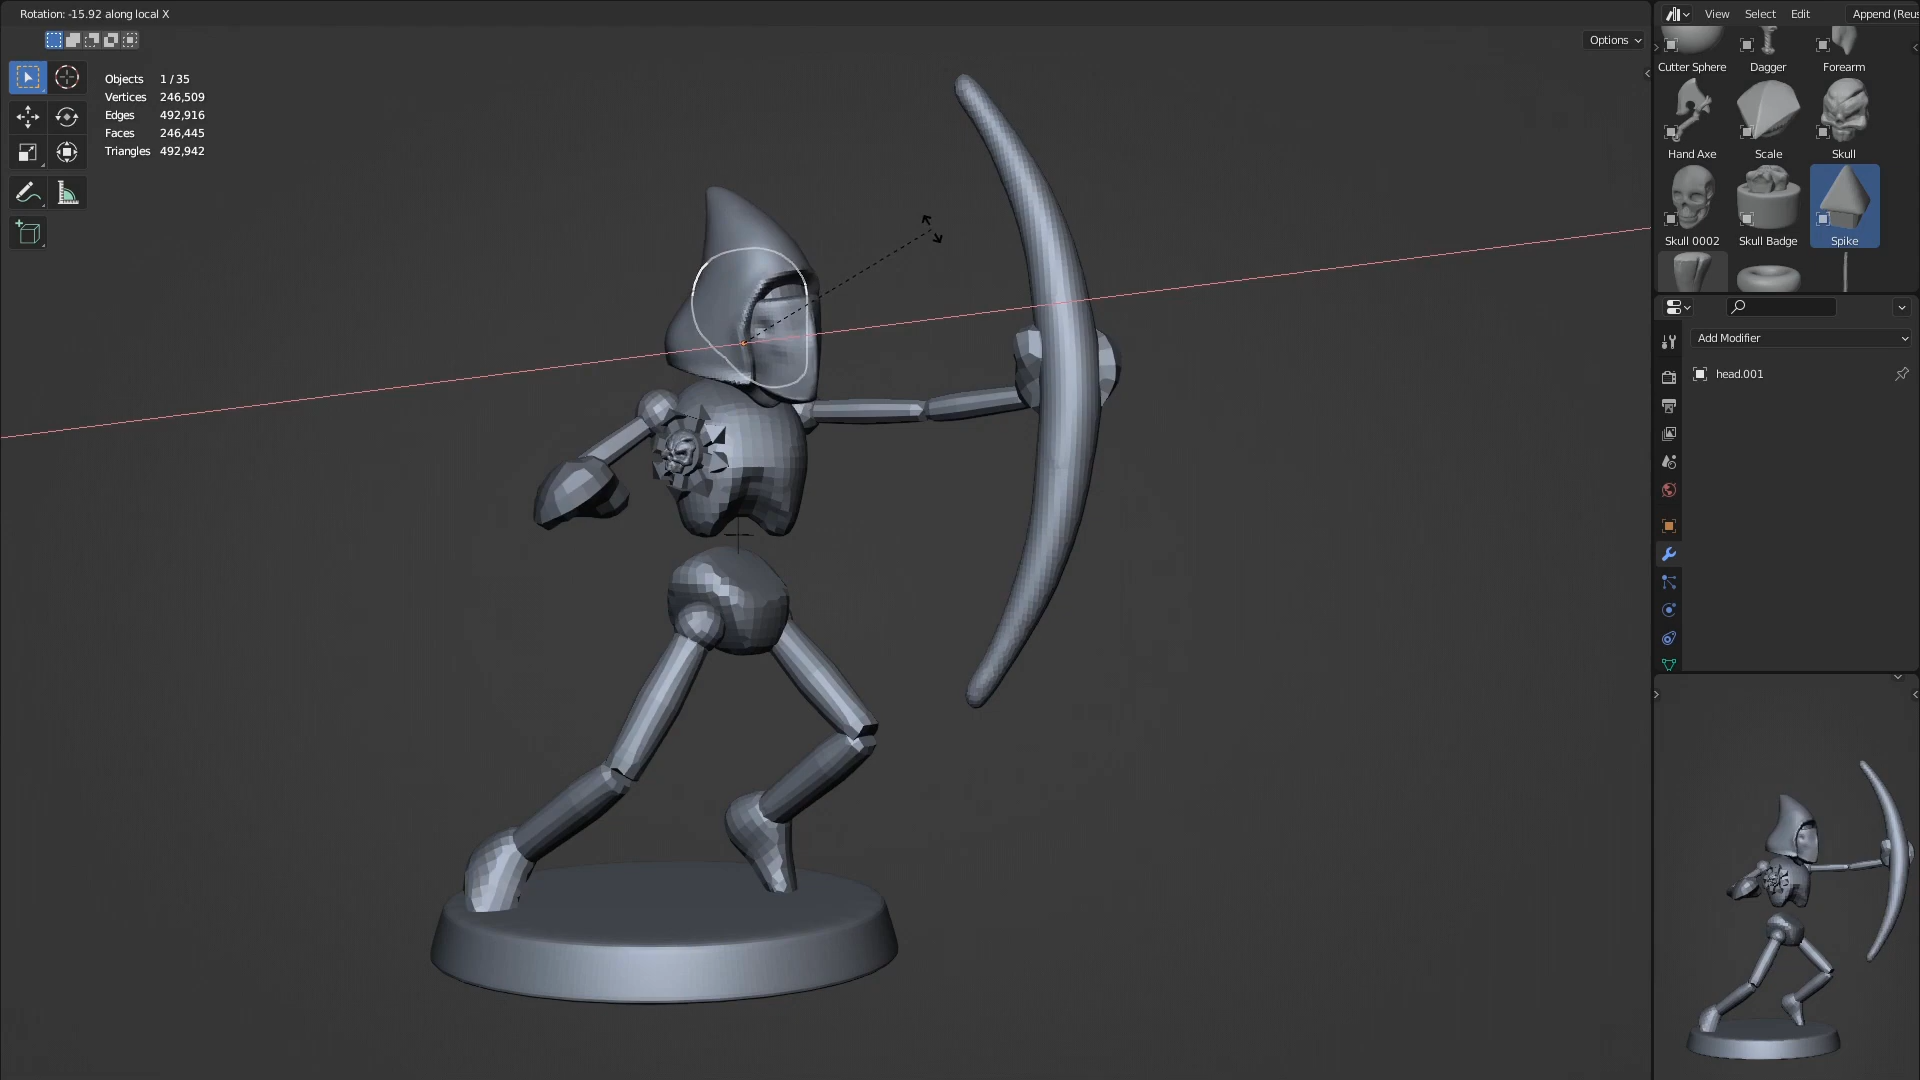 Rotation: -15.92 along local X
View Select Edit Append (Reus
Options
Objects 1 / 35
Vertices 246,509
Edges 492,916
Faces 246,445
Triangles 492,942
Cutter Sphere Dagger Forearm
Hand Axe Scale Skull
Skull 0002 Skull Badge Spike
Add Modifier
head.001